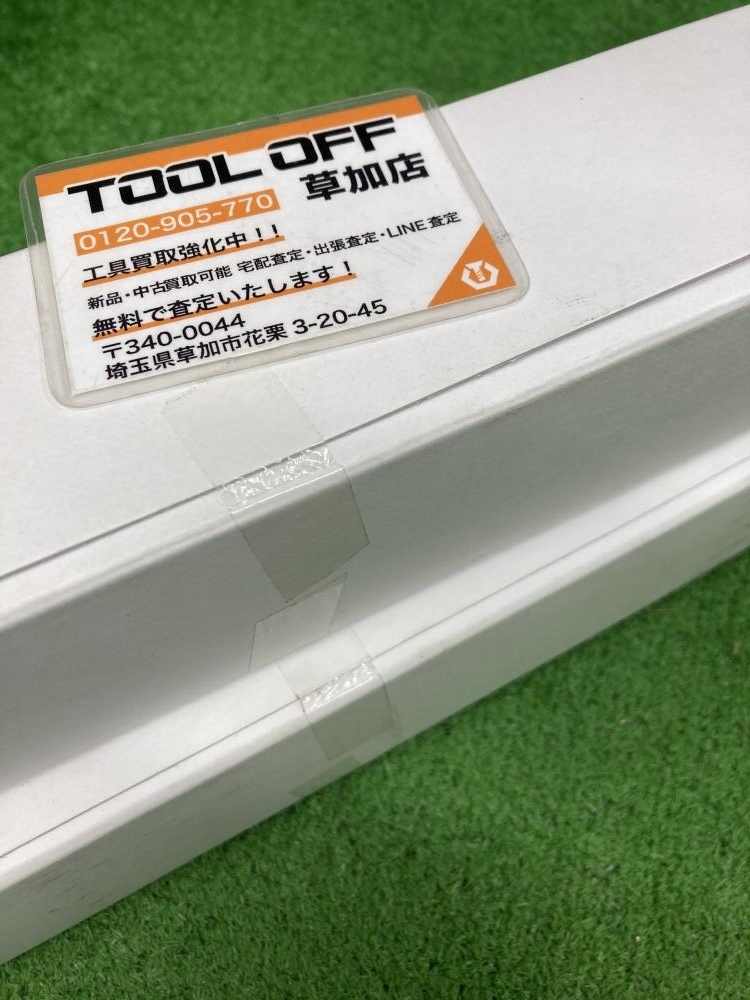 TOOL OFF 草加店
0120-905-770
工具買取強化中！！
新品・中古買取可能 宅配査定・出張査定・LINE査定
無料で査定いたします！
〒340-0044
埼玉県草加市花栗 3-20-45